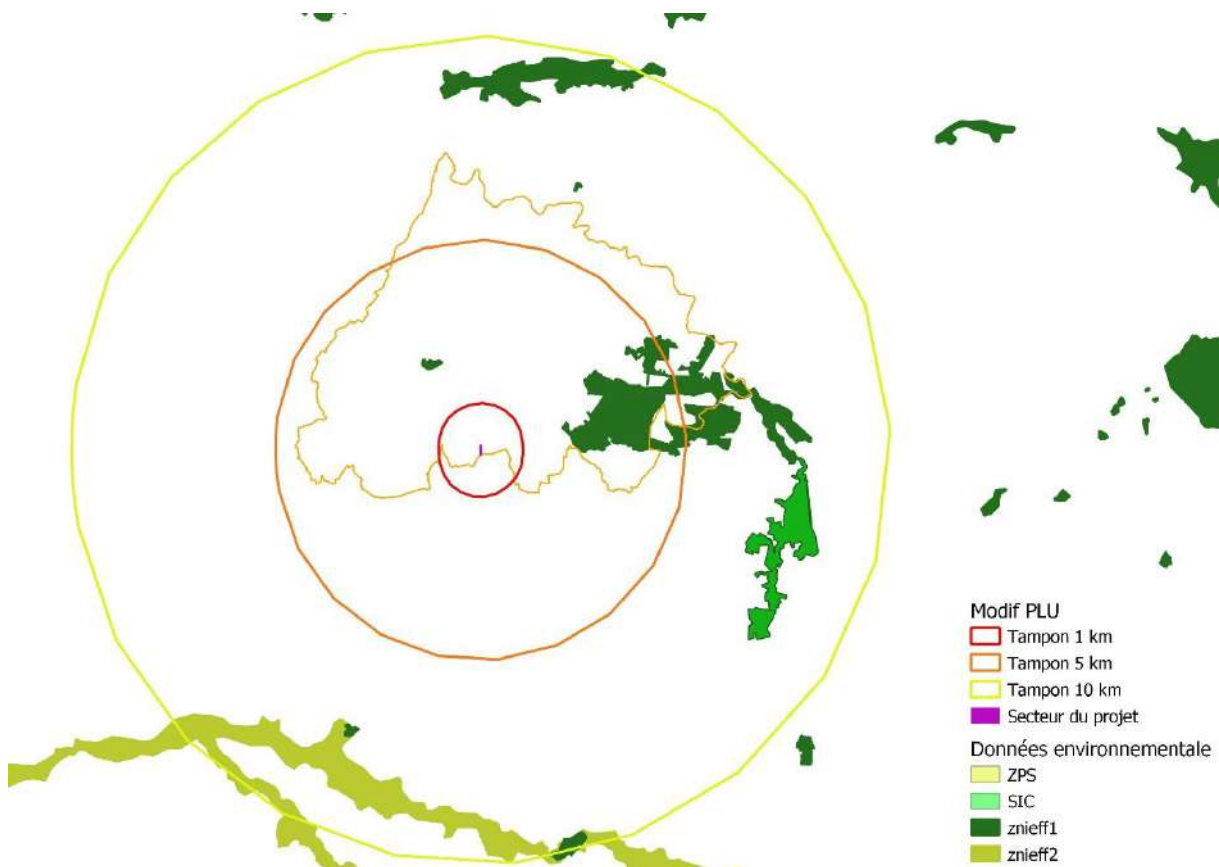 Modif PLU
Tampon 1 km
Tampon 5 km
Tampon 10 km
Secteur du projet
Données environnementale
ZPS
SIC
znieff1
znieff2